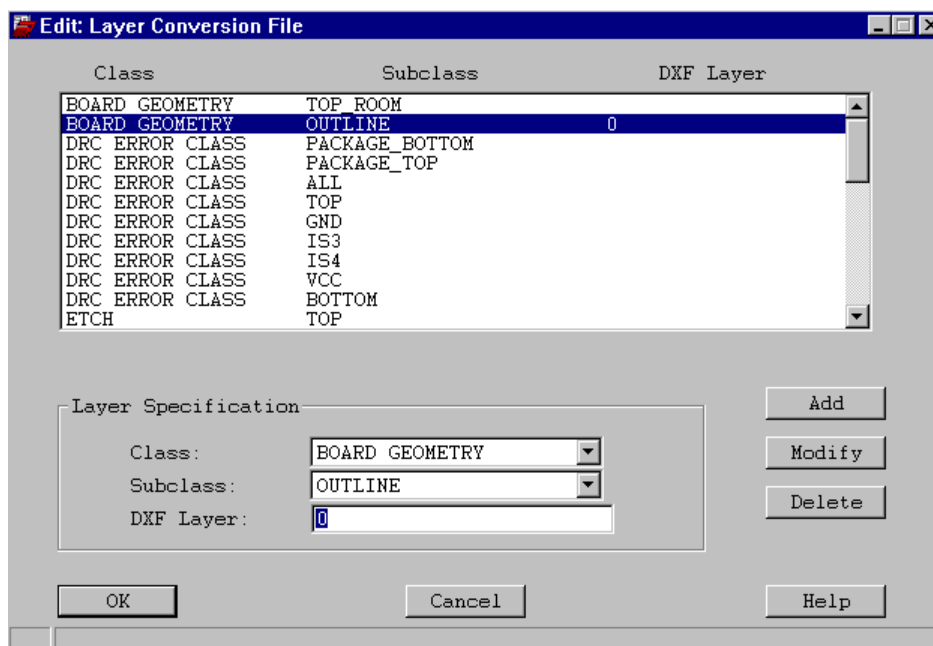 Edit: Layer Conversion File
Class Subclass DXF Layer
BOARD GEOMETRY TOP_ROOM
BOARD GEOMETRY OUTLINE 0
DRC ERROR CLASS PACKAGE_BOTTOM
DRC ERROR CLASS PACKAGE_TOP
DRC ERROR CLASS ALL
DRC ERROR CLASS TOP
DRC ERROR CLASS GND
DRC ERROR CLASS IS3
DRC ERROR CLASS IS4
DRC ERROR CLASS VCC
DRC ERROR CLASS BOTTOM
ETCH TOP
Layer Specification
Class: BOARD GEOMETRY
Subclass: OUTLINE
DXF Layer: 0
Add
Modify
Delete
OK Cancel Help